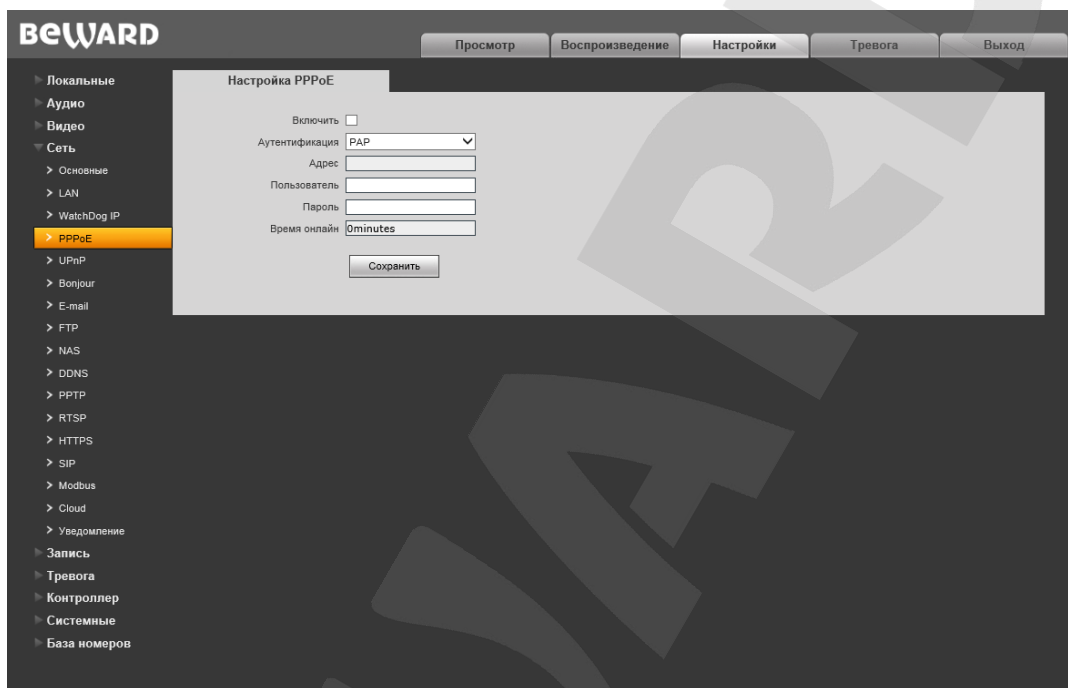 BEWARD
Просмотр
Воспроизведение
Настройки
Тревога
Выход
Локальные
Аудио
Видео
Сеть
Основные
LAN
WatchDog IP
PPPoE
UPnP
Bonjour
E-mail
FTP
NAS
DDNS
PPTP
RTSP
HTTPS
SIP
Modbus
Cloud
Уведомление
Запись
Тревога
Контроллер
Системные
База номеров
Настройка PPPoE
Включить
Аутентификация PAP
Адрес
Пользователь
Пароль
Время онлайн 0minutes
Сохранить